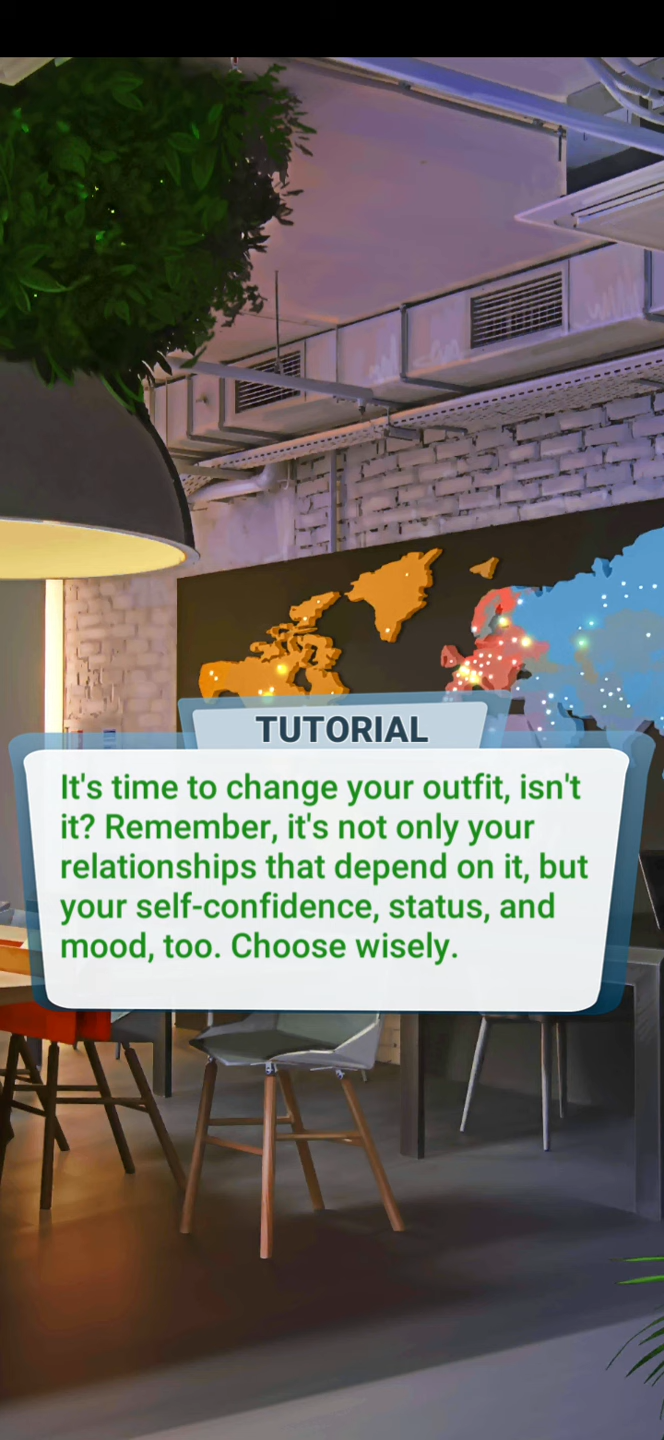 TUTORIAL
It's time to change your outfit, isn't
it? Remember, it's not only your
relationships that depend on it, but
your self-confidence, status, and
mood, too. Choose wisely.